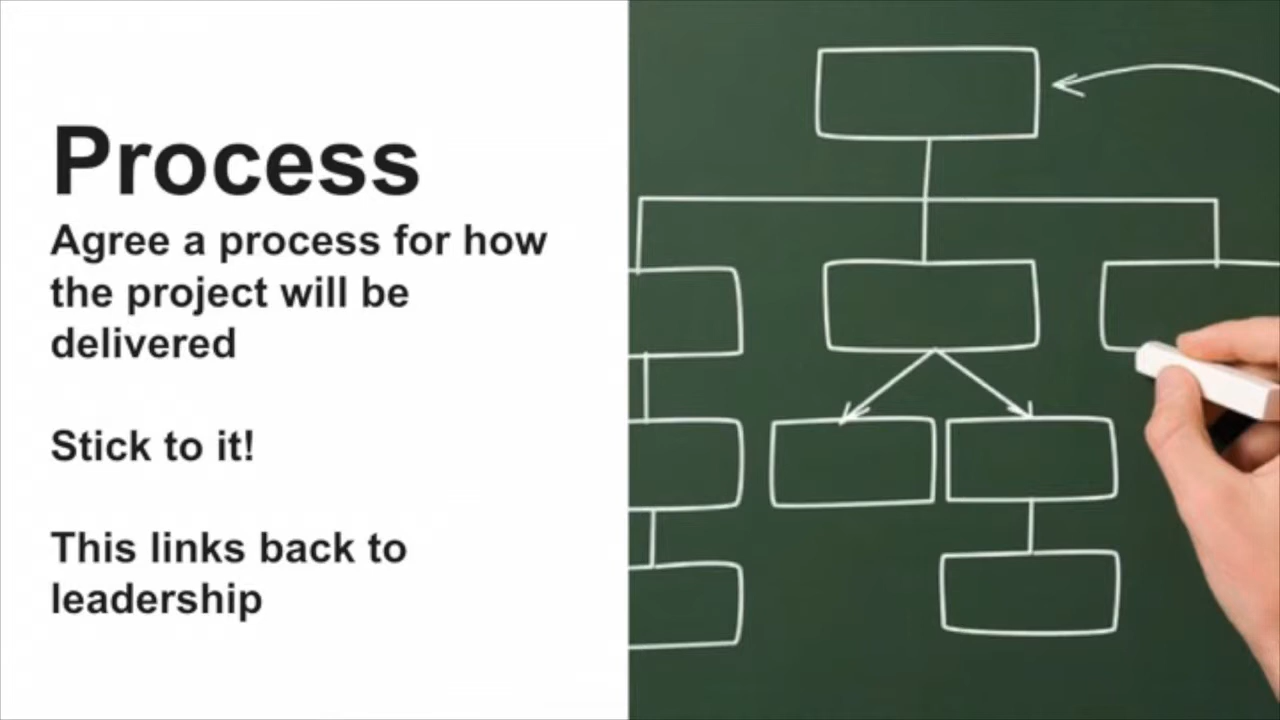 Process
Agree a process for how
the project will be
delivered
Stick to it!
This links back to
leadership